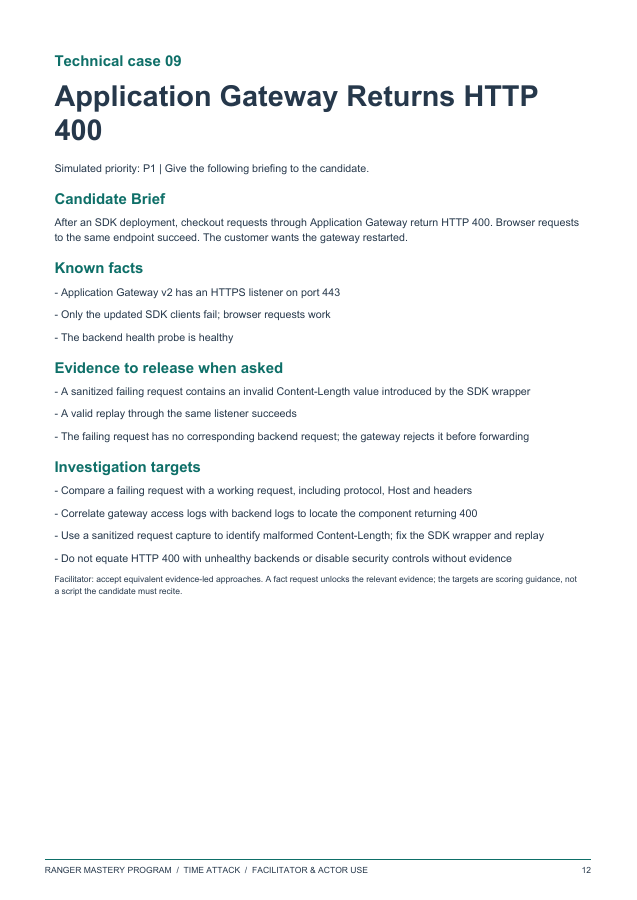 Technical case 09
Application Gateway Returns HTTP
400
Simulated priority: P1 | Give the following briefing to the candidate.
Candidate Brief
After an SDK deployment, checkout requests through Application Gateway return HTTP 400. Browser requests
to the same endpoint succeed. The customer wants the gateway restarted.
Known facts
- Application Gateway v2 has an HTTPS listener on port 443
- Only the updated SDK clients fail; browser requests work
- The backend health probe is healthy
Evidence to release when asked
- A sanitized failing request contains an invalid Content-Length value introduced by the SDK wrapper
- A valid replay through the same listener succeeds
- The failing request has no corresponding backend request; the gateway rejects it before forwarding
Investigation targets
- Compare a failing request with a working request, including protocol, Host and headers
- Correlate gateway access logs with backend logs to locate the component returning 400
- Use a sanitized request capture to identify malformed Content-Length; fix the SDK wrapper and replay
- Do not equate HTTP 400 with unhealthy backends or disable security controls without evidence
Facilitator: accept equivalent evidence-led approaches. A fact request unlocks the relevant evidence; the targets are scoring guidance, not
a script the candidate must recite.
RANGER MASTERY PROGRAM / TIME ATTACK / FACILITATOR & ACTOR USE 12